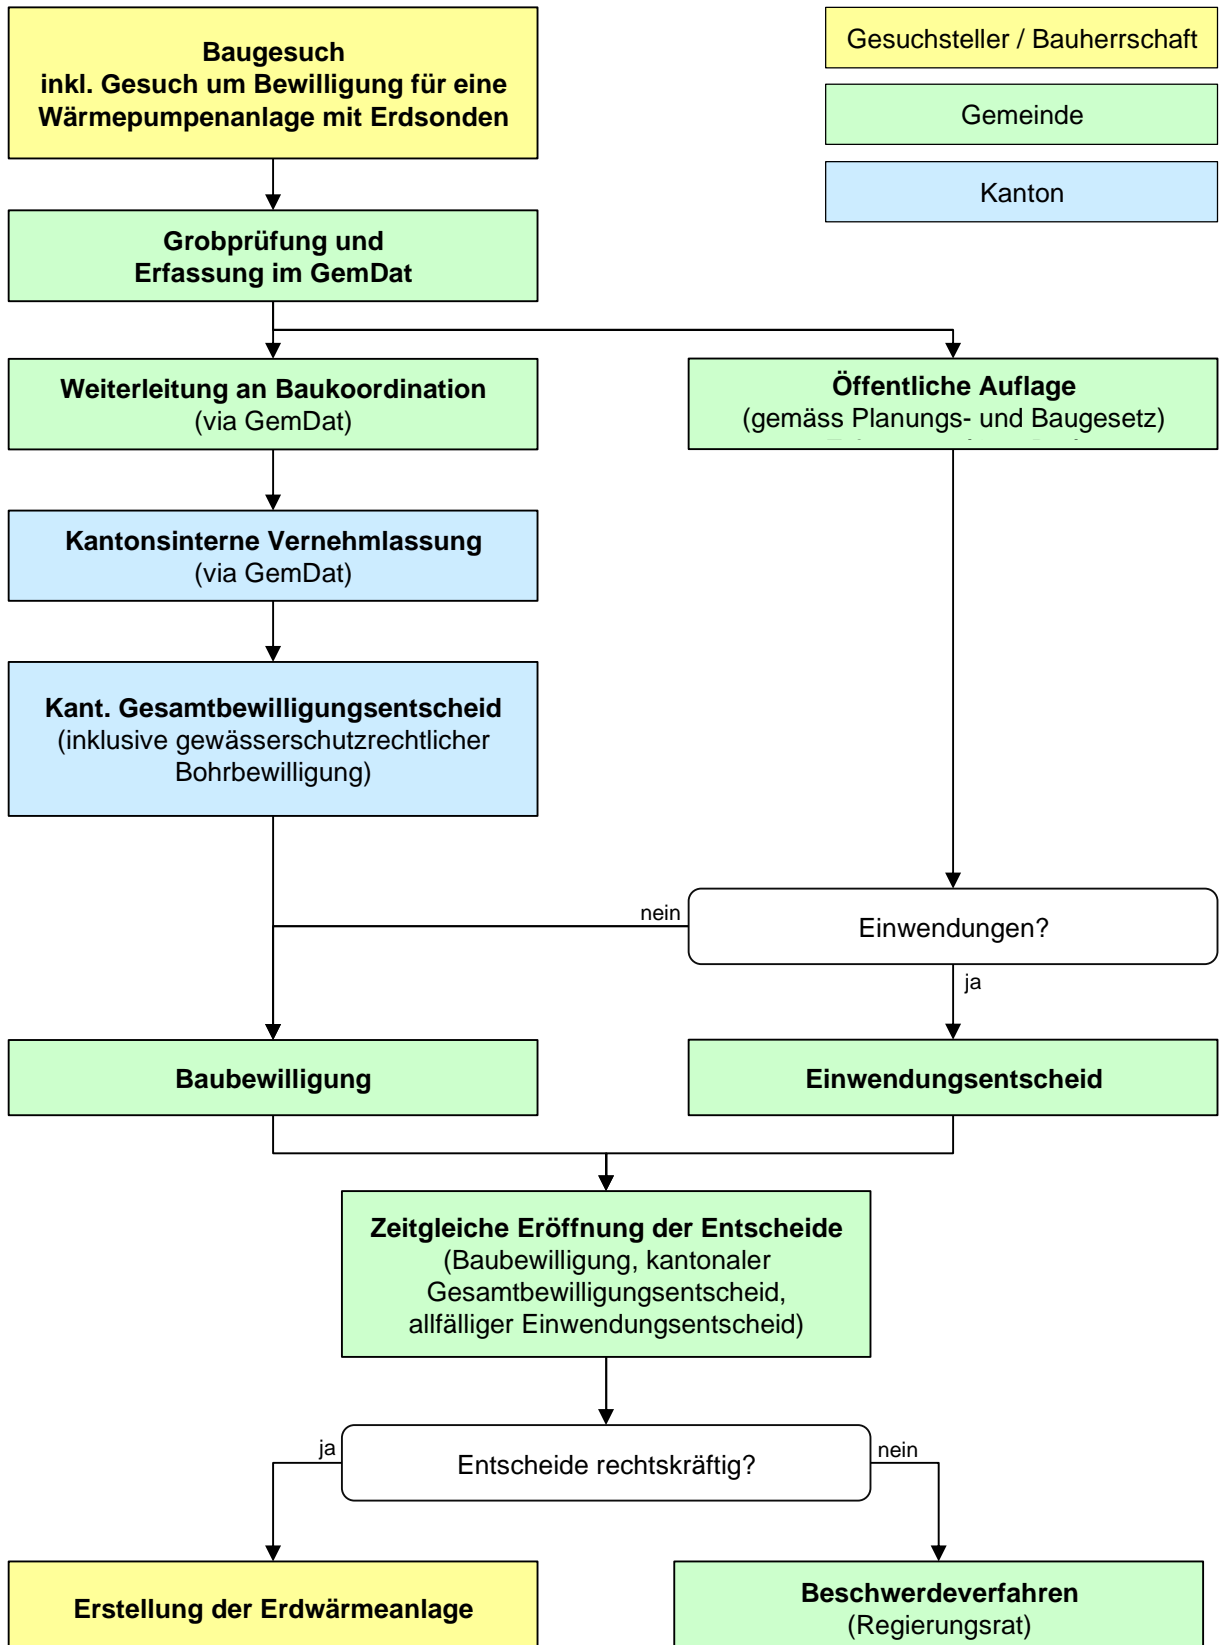 Baugesuch
inkl. Gesuch um Bewilligung für eine
Wärmepumpenanlage mit Erdsonden
Gesuchsteller / Bauherrschaft
Gemeinde
Kanton
Grobprüfung und
Erfassung im GemDat
Weiterleitung an Baukoordination
(via GemDat)
Öffentliche Auflage
(gemäss Planungs- und Baugesetz)
Kantonsinterne Vernehmlassung
(via GemDat)
Kant. Gesamtbewilligungsentscheid
(inklusive gewässerschutzrechtlicher
Bohrbewilligung)
nein
Einwendungen?
ja
Baubewilligung
Einwendungsentscheid
Zeitgleiche Eröffnung der Entscheide
(Baubewilligung, kantonaler
Gesamtbewilligungsentscheid,
allfälliger Einwendungsentscheid)
ja
Entscheide rechtskräftig?
nein
Erstellung der Erdwärmeanlage
Beschwerdeverfahren
(Regierungsrat)